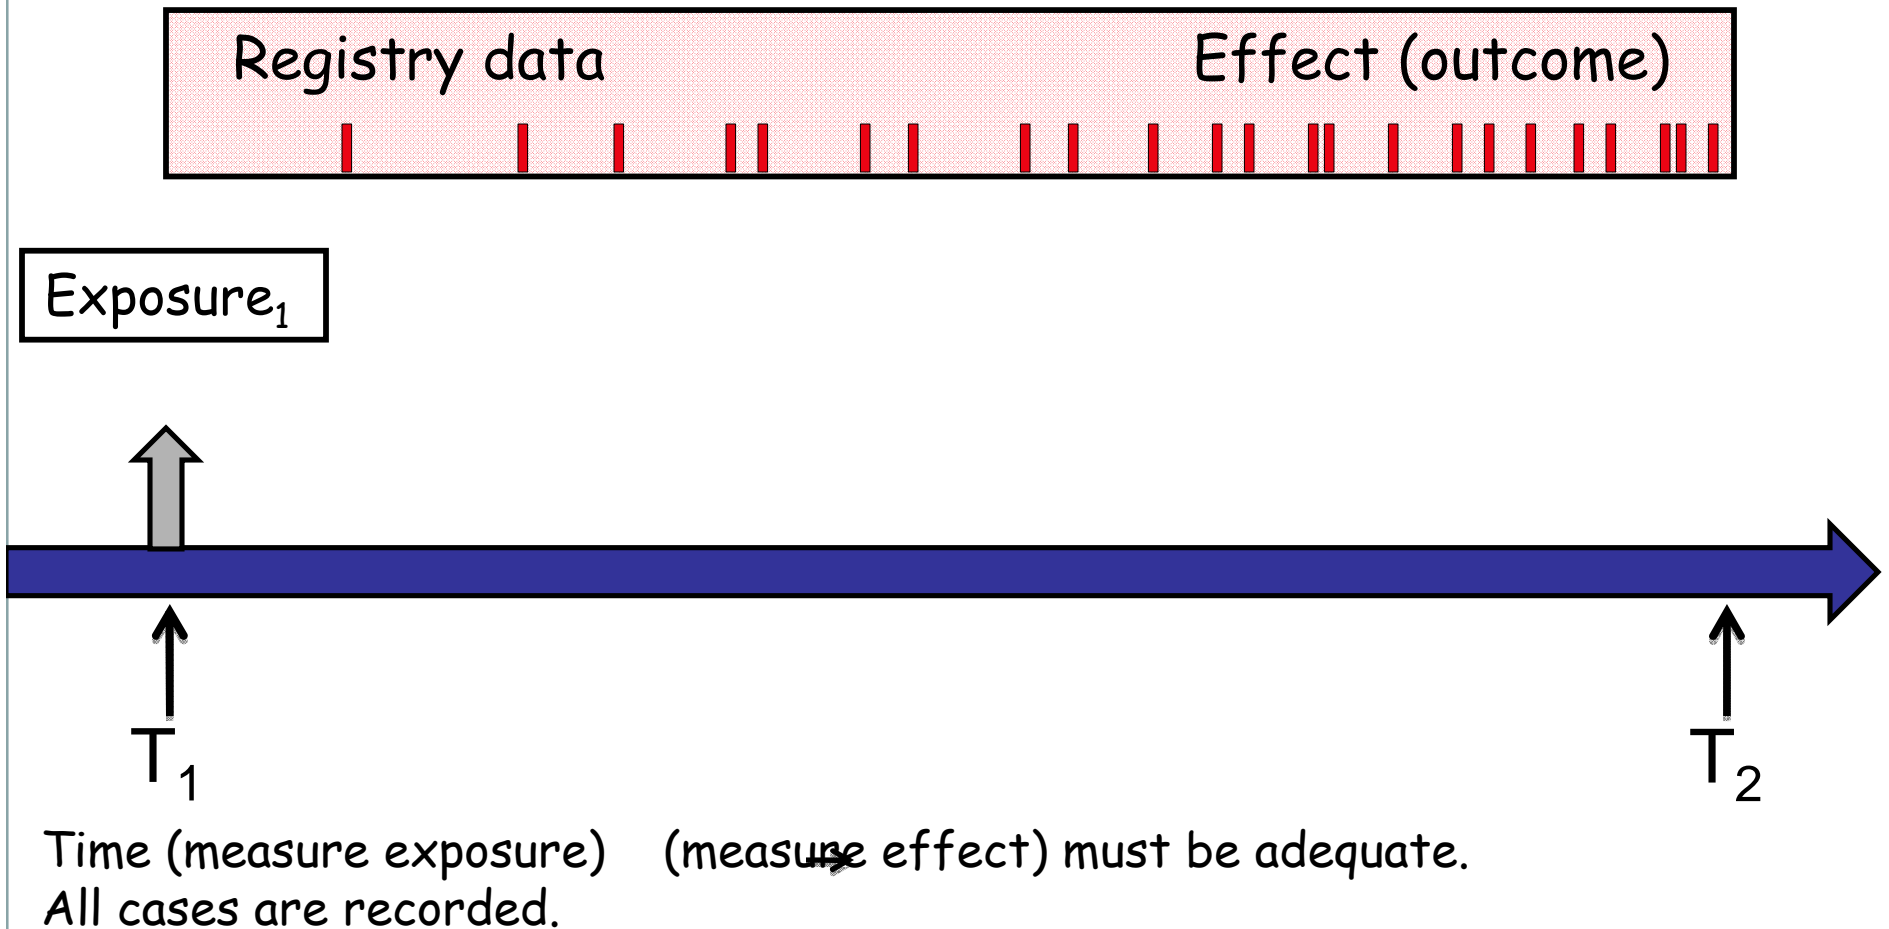 Registry data Effect (outcome)
Exposure₁
T₁ T₂
Time (measure exposure) (measure effect) must be adequate.
All cases are recorded.